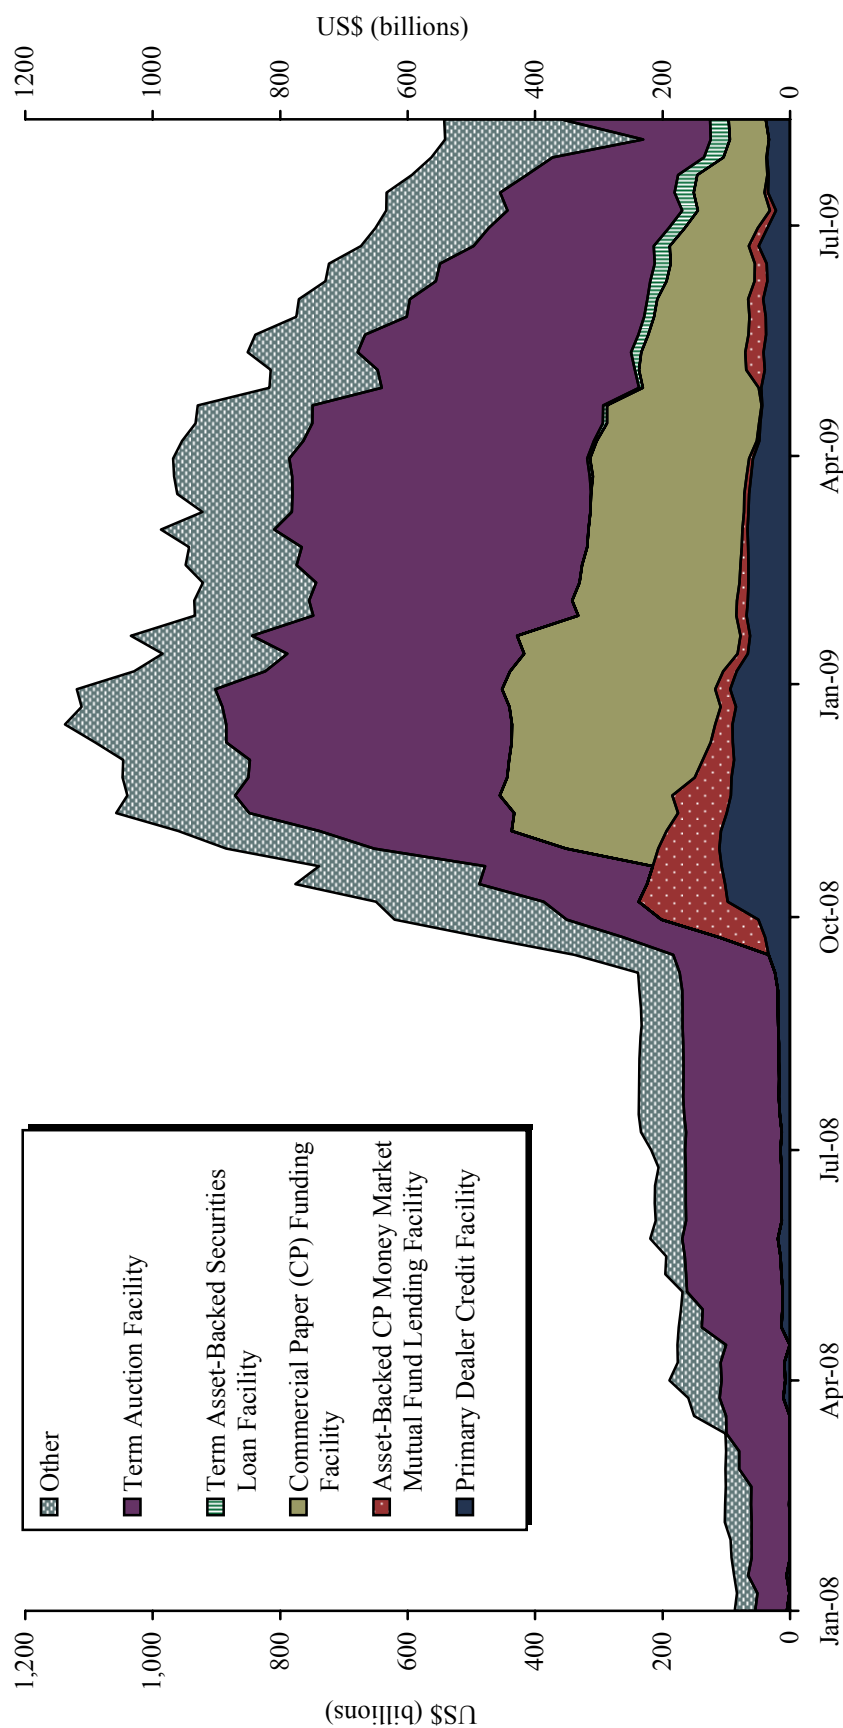 US$ (billions)
1,200
1,000
800
600
400
200
0
Other
Term Auction Facility
Term Asset-Backed Securities
Loan Facility
Commercial Paper (CP) Funding
Facility
Asset-Backed CP Money Market
Mutual Fund Lending Facility
Primary Dealer Credit Facility
US$ (billions)
1200
1000
800
600
400
200
0
Jan-08
Apr-08
Jul-08
Oct-08
Jan-09
Apr-09
Jul-09